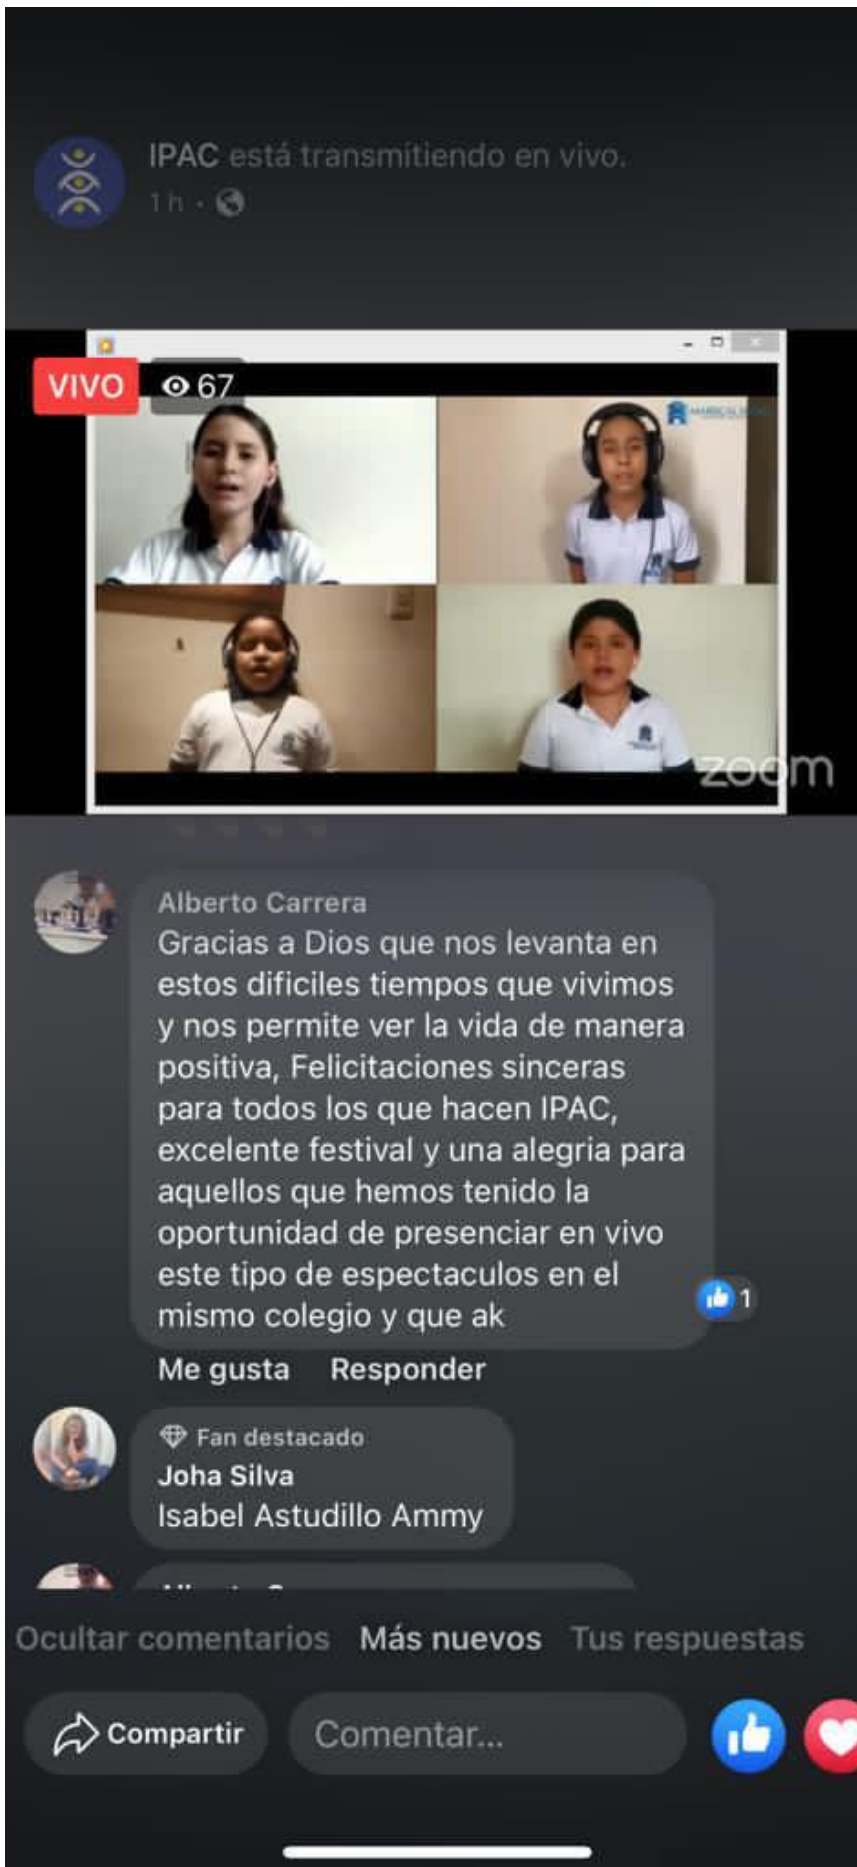 IPAC está transmitiendo en vivo.
1 h ·
VIVO 67
zoom
Alberto Carrera
Gracias a Dios que nos levanta en
estos dificiles tiempos que vivimos
y nos permite ver la vida de manera
positiva, Felicitaciones sinceras
para todos los que hacen IPAC,
excelente festival y una alegria para
aquellos que hemos tenido la
oportunidad de presenciar en vivo
este tipo de espectaculos en el
mismo colegio y que ak
1
Me gusta Responder
Fan destacado
Joha Silva
Isabel Astudillo Ammy
Ocultar comentarios Más nuevos Tus respuestas
Compartir Comentar...